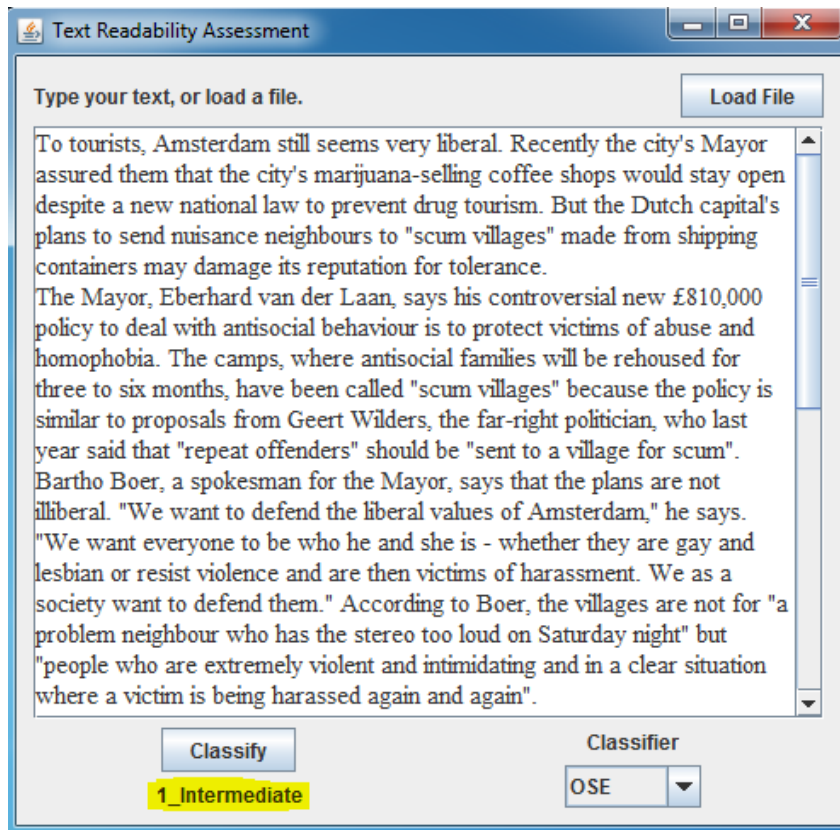 Text Readability Assessment
Type your text, or load a file.
Load File
To tourists, Amsterdam still seems very liberal. Recently the city's Mayor
assured them that the city's marijuana-selling coffee shops would stay open
despite a new national law to prevent drug tourism. But the Dutch capital's
plans to send nuisance neighbours to "scum villages" made from shipping
containers may damage its reputation for tolerance.
The Mayor, Eberhard van der Laan, says his controversial new £810,000
policy to deal with antisocial behaviour is to protect victims of abuse and
homophobia. The camps, where antisocial families will be rehoused for
three to six months, have been called "scum villages" because the policy is
similar to proposals from Geert Wilders, the far-right politician, who last
year said that "repeat offenders" should be "sent to a village for scum".
Bartho Boer, a spokesman for the Mayor, says that the plans are not
illiberal. "We want to defend the liberal values of Amsterdam," he says.
"We want everyone to be who he and she is - whether they are gay and
lesbian or resist violence and are then victims of harassment. We as a
society want to defend them." According to Boer, the villages are not for "a
problem neighbour who has the stereo too loud on Saturday night" but
"people who are extremely violent and intimidating and in a clear situation
where a victim is being harassed again and again".
Classify
1_Intermediate
Classifier
OSE